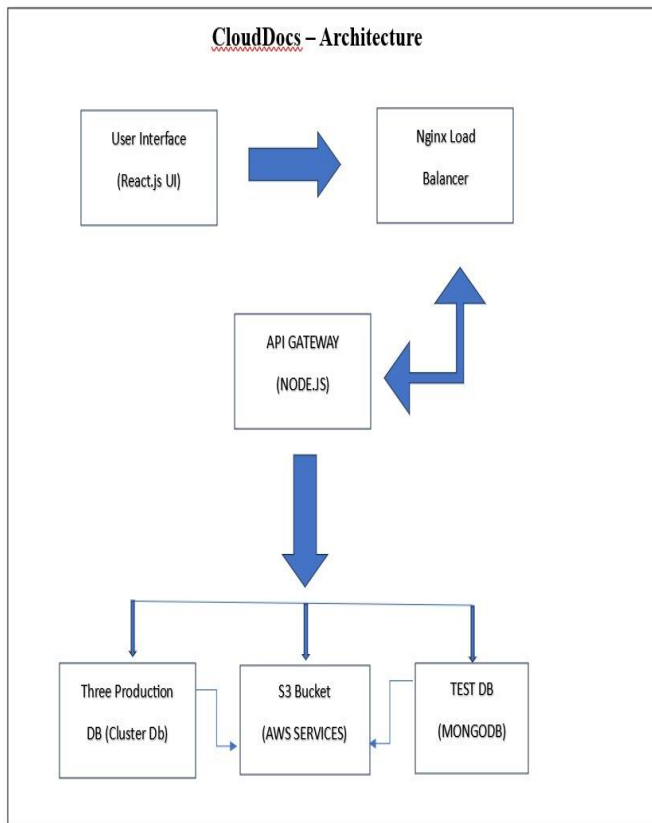 CloudDocs – Architecture
User Interface
(React.js UI)
Nginx Load
Balancer
API GATEWAY
(NODE.JS)
Three Production
DB (Cluster Db)
S3 Bucket
(AWS SERVICES)
TEST DB
(MONGODB)